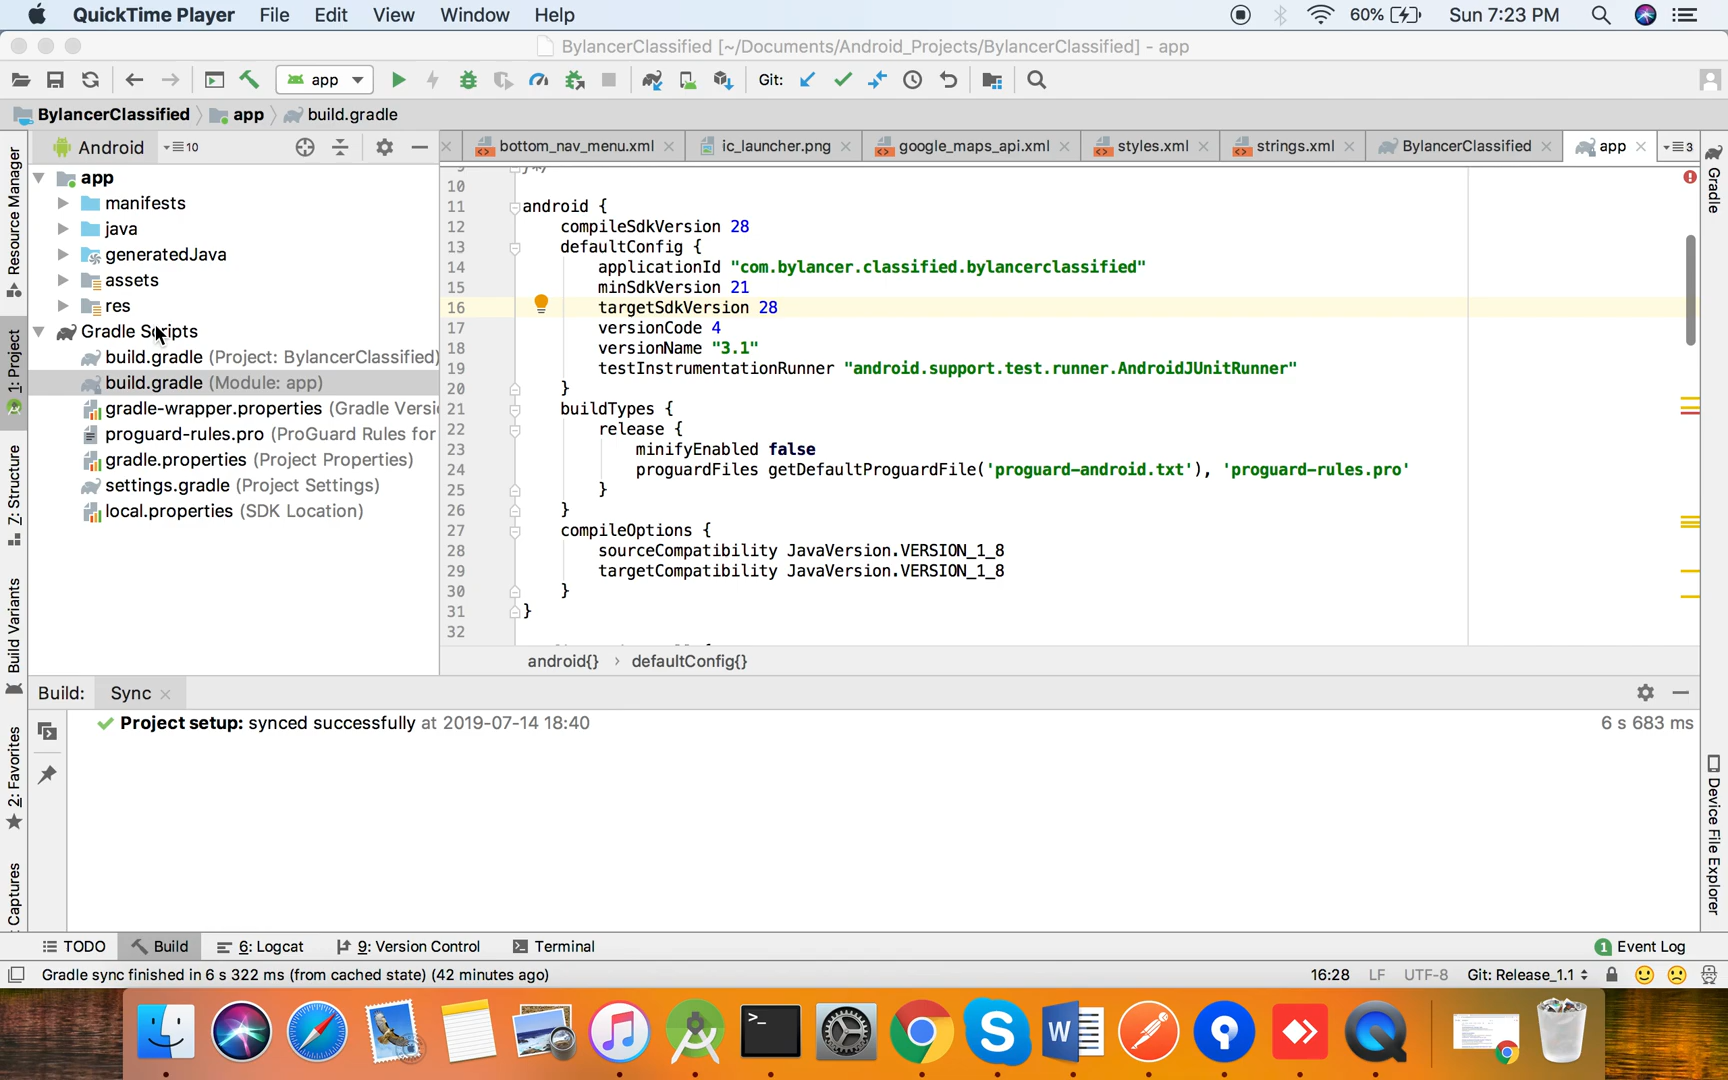 QuickTime Player File Edit View Window Help 60% Sun 7:23 PM
BylancerClassified [~/Documents/Android_Projects/BylancerClassified] - app
app Git:
BylancerClassified app build.gradle
Android 10 bottom_nav_menu.xml ic_launcher.png google_maps_api.xml styles.xml strings.xml BylancerClassified app 3
app
manifests
java
generatedJava
assets
res
Gradle Scripts
build.gradle (Project: BylancerClassified)
build.gradle (Module: app)
gradle-wrapper.properties (Gradle Versi
proguard-rules.pro (ProGuard Rules for
gradle.properties (Project Properties)
settings.gradle (Project Settings)
local.properties (SDK Location)
10
11 android {
12 compileSdkVersion 28
13 defaultConfig {
14 applicationId "com.bylancer.classified.bylancerclassified"
15 minSdkVersion 21
16 targetSdkVersion 28
17 versionCode 4
18 versionName "3.1"
19 testInstrumentationRunner "android.support.test.runner.AndroidJUnitRunner"
20 }
21 buildTypes {
22 release {
23 minifyEnabled false
24 proguardFiles getDefaultProguardFile('proguard-android.txt'), 'proguard-rules.pro'
25 }
26 }
27 compileOptions {
28 sourceCompatibility JavaVersion.VERSION_1_8
29 targetCompatibility JavaVersion.VERSION_1_8
30 }
31 }
32
android{} › defaultConfig{}
Resource Manager
1: Project
7: Structure
Build Variants
2: Favorites
Captures
Gradle
Device File Explorer
Build: Sync
Project setup: synced successfully at 2019-07-14 18:40 6 s 683 ms
TODO Build 6: Logcat 9: Version Control Terminal 1 Event Log
Gradle sync finished in 6 s 322 ms (from cached state) (42 minutes ago) 16:28 LF UTF-8 Git: Release_1.1